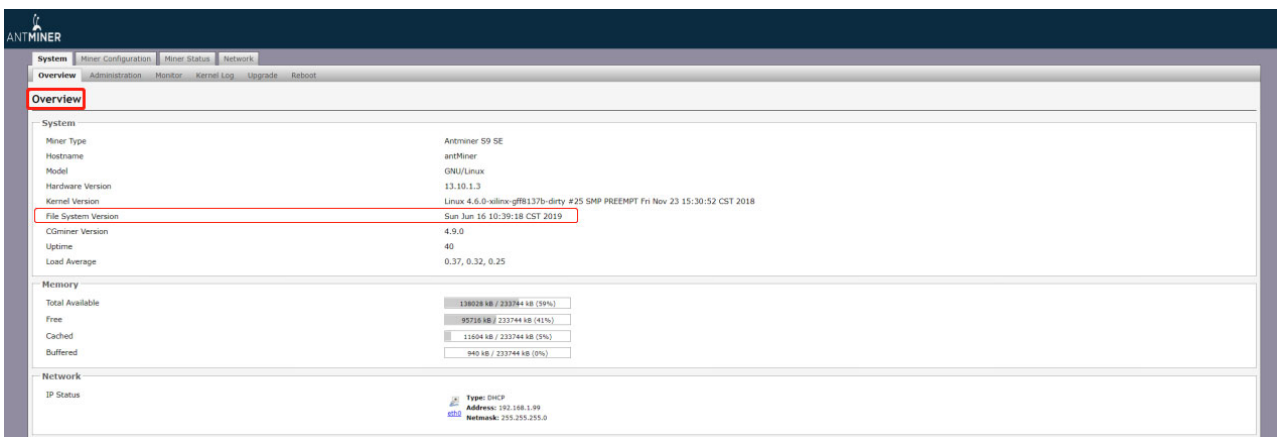 ANTMINER
System Miner Configuration Miner Status Network
Overview Administration Monitor Kernel Log Upgrade Reboot
Overview
System
Miner Type Antminer S9 SE
Hostname antMiner
Model GNU/Linux
Hardware Version 13.10.1.3
Kernel Version Linux 4.6.0-xilinx-gff8137b-dirty #25 SMP PREEMPT Fri Nov 23 15:30:52 CST 2018
File System Version Sun Jun 16 10:39:18 CST 2019
CGminer Version 4.9.0
Uptime 40
Load Average 0.37, 0.32, 0.25
Memory
Total Available 138028 kB / 233744 kB (59%)
Free 95716 kB / 233744 kB (41%)
Cached 11604 kB / 233744 kB (5%)
Buffered 940 kB / 233744 kB (0%)
Network
IP Status Type: DHCP
Address: 192.168.1.99
eth0 Netmask: 255.255.255.0